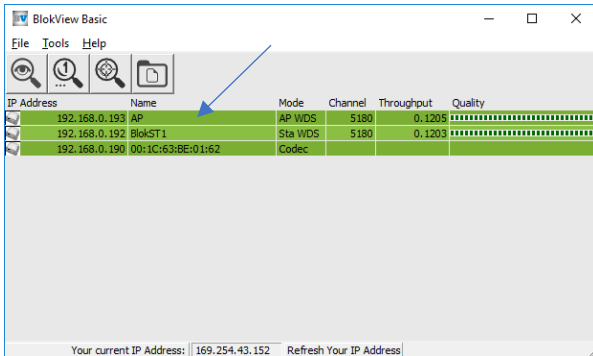 BlokView Basic
File Tools Help
IP Address Name Mode Channel Throughput Quality
192.168.0.193 AP AP WDS 5180 0.1205
192.168.0.192 BlokST1 Sta WDS 5180 0.1203
192.168.0.190 00:1C:63:BE:01:62 Codec
Your current IP Address: 169.254.43.152 Refresh Your IP Address